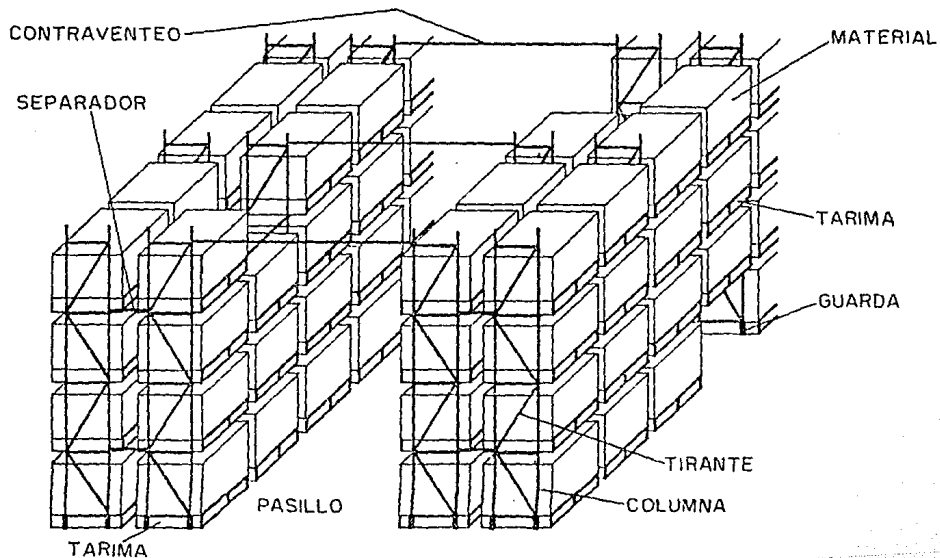 CONTRAVENTEO
MATERIAL
SEPARADOR
TARIMA
GUARDA
TIRANTE
PASILLO
COLUMNA
TARIMA